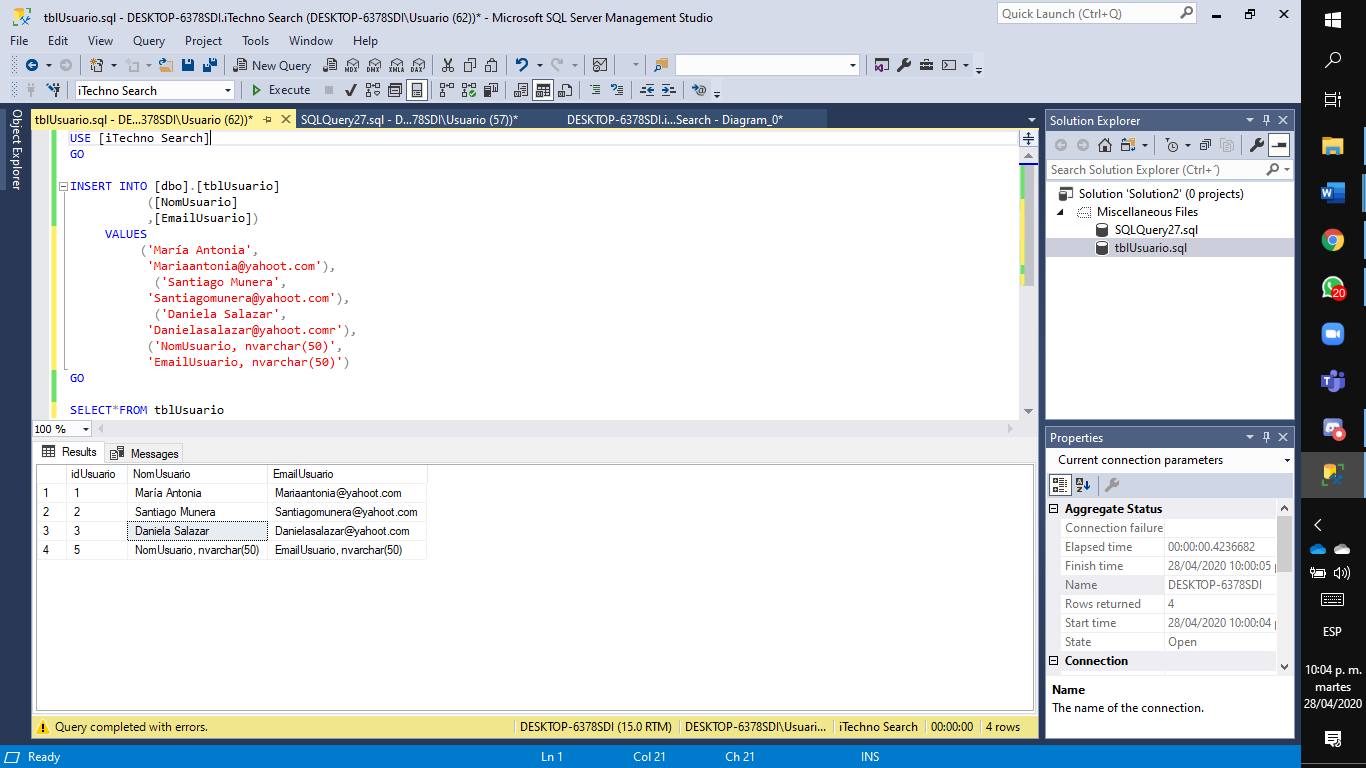 tblUsuario.sql - DESKTOP-6378SDI.iTechno Search (DESKTOP-6378SDI\Usuario (62))* - Microsoft SQL Server Management Studio
Quick Launch (Ctrl+Q)
File Edit View Query Project Tools Window Help
New Query MDX DMX XMLA DAX
iTechno Search Execute
Object Explorer
tblUsuario.sql - DE...378SDI\Usuario (62))* SQLQuery27.sql - D...78SDI\Usuario (57))* DESKTOP-6378SDI.i...Search - Diagram_0*
USE [iTechno Search]
GO
INSERT INTO [dbo].[tblUsuario]
([NomUsuario]
,[EmailUsuario])
VALUES
('María Antonia',
'Mariaantonia@yahoot.com'),
('Santiago Munera',
'Santiagomunera@yahoot.com'),
('Daniela Salazar',
'Danielasalazar@yahoot.comr'),
('NomUsuario, nvarchar(50)',
'EmailUsuario, nvarchar(50)')
GO
SELECT*FROM tblUsuario
100 %
Results Messages
idUsuario NomUsuario EmailUsuario
1 1 María Antonia Mariaantonia@yahoot.com
2 2 Santiago Munera Santiagomunera@yahoot.com
3 3 Daniela Salazar Danielasalazar@yahoot.com
4 5 NomUsuario, nvarchar(50) EmailUsuario, nvarchar(50)
Query completed with errors. DESKTOP-6378SDI (15.0 RTM) DESKTOP-6378SDI\Usuari... iTechno Search 00:00:00 4 rows
Ready Ln 1 Col 21 Ch 21 INS
Solution Explorer
Search Solution Explorer (Ctrl+´)
Solution 'Solution2' (0 projects)
Miscellaneous Files
SQLQuery27.sql
tblUsuario.sql
Properties
Current connection parameters
Aggregate Status
Connection failure
Elapsed time 00:00:00.4236682
Finish time 28/04/2020 10:00:05 p
Name DESKTOP-6378SDI
Rows returned 4
Start time 28/04/2020 10:00:04 p
State Open
Connection
Name
The name of the connection.
20
ESP
10:04 p. m.
martes
28/04/2020